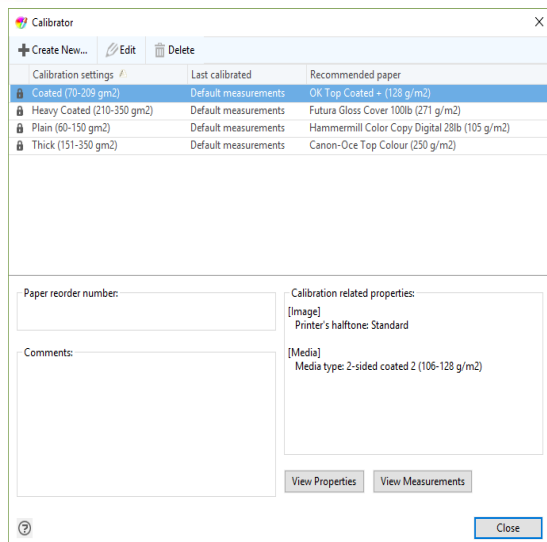 Calibrator
Create New... Edit Delete
Calibration settings Last calibrated Recommended paper
Coated (70-209 gm2) Default measurements OK Top Coated + (128 g/m2)
Heavy Coated (210-350 gm2) Default measurements Futura Gloss Cover 100lb (271 g/m2)
Plain (60-150 gm2) Default measurements Hammermill Color Copy Digital 28lb (105 g/m2)
Thick (151-350 gm2) Default measurements Canon-Oce Top Colour (250 g/m2)
Paper reorder number:
Comments:
Calibration related properties:
[Image]
Printer's halftone: Standard
[Media]
Media type: 2-sided coated 2 (106-128 g/m2)
View Properties View Measurements
Close